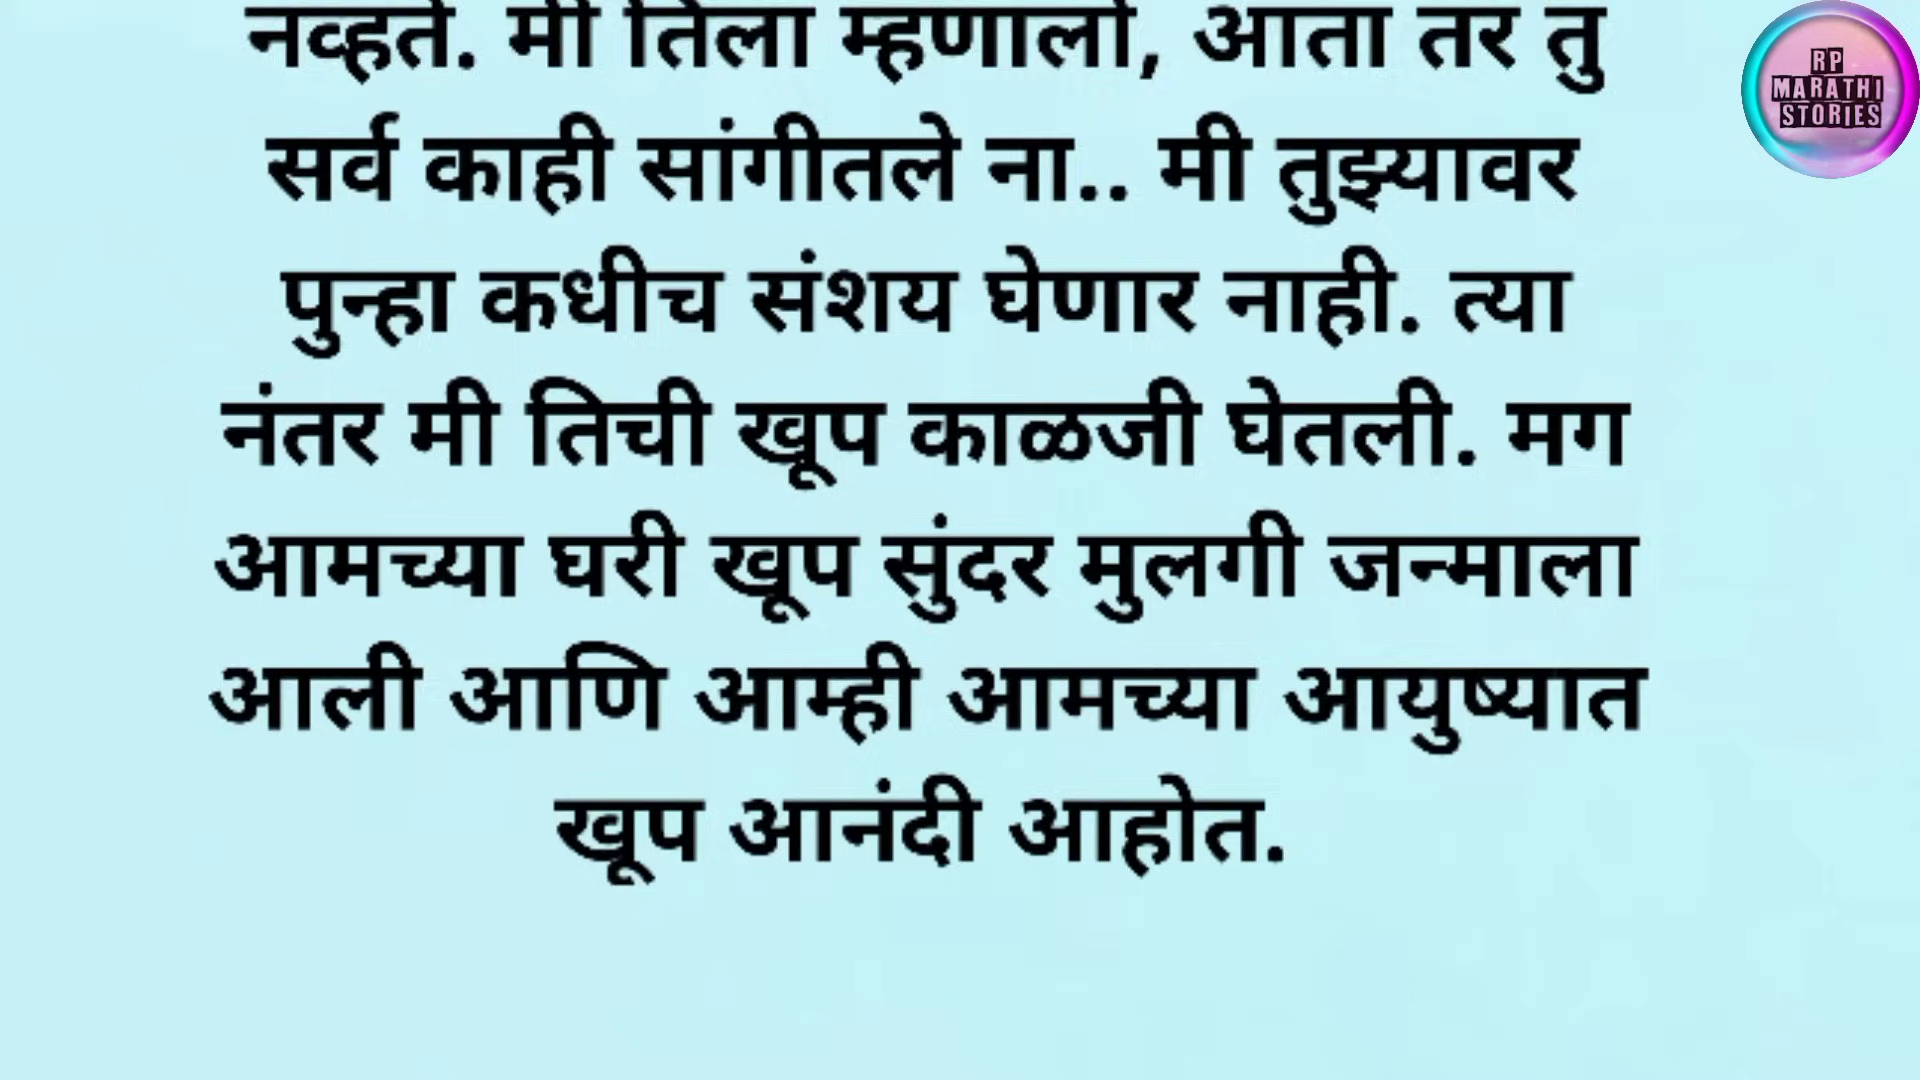 नव्हते. मी तिला म्हणालो, आता तर तु
सर्व काही सांगीतले ना.. मी तुझ्यावर
पुन्हा कधीच संशय घेणार नाही. त्या
नंतर मी तिची खूप काळजी घेतली. मग
आमच्या घरी खूप सुंदर मुलगी जन्माला
आली आणि आम्ही आमच्या आयुष्यात
खूप आनंदी आहोत.
RP
MARATHI
STORIES